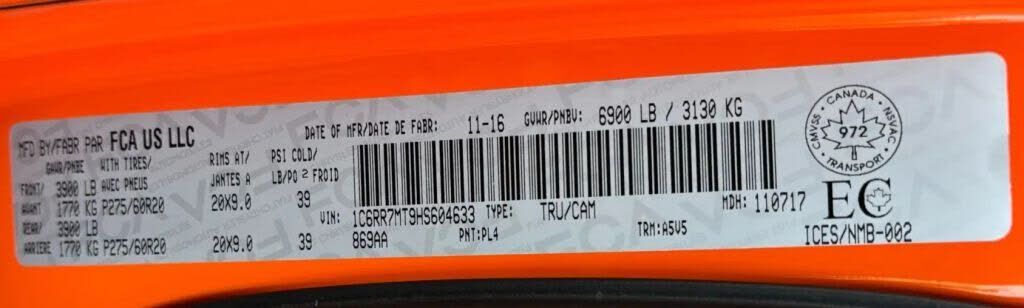 MFD BY/FABR PAR FCA US LLC
DATE OF MFR/DATE DE FABR: 11-16 GVWR/PNBV: 6900 LB / 3130 KG
GAWR/PNBE WITH TIRES/ RIMS AT/ PSI COLD/
FRONT/ 3900 LB AVEC PNEUS JANTES A LB/PO² FROID
AVANT 1770 KG P275/60R20 20X9.0 39
REAR/ 3900 LB
ARRIERE 1770 KG P275/60R20 20X9.0 39
VIN: 1C6RR7MT9HS604633 TYPE: TRU/CAM MDH: 110717
869AA PNT:PL4 TRM:A5V5
CANADA
CMVSS NSVAC
972
TRANSPORT
EC
ICES/NMB-002